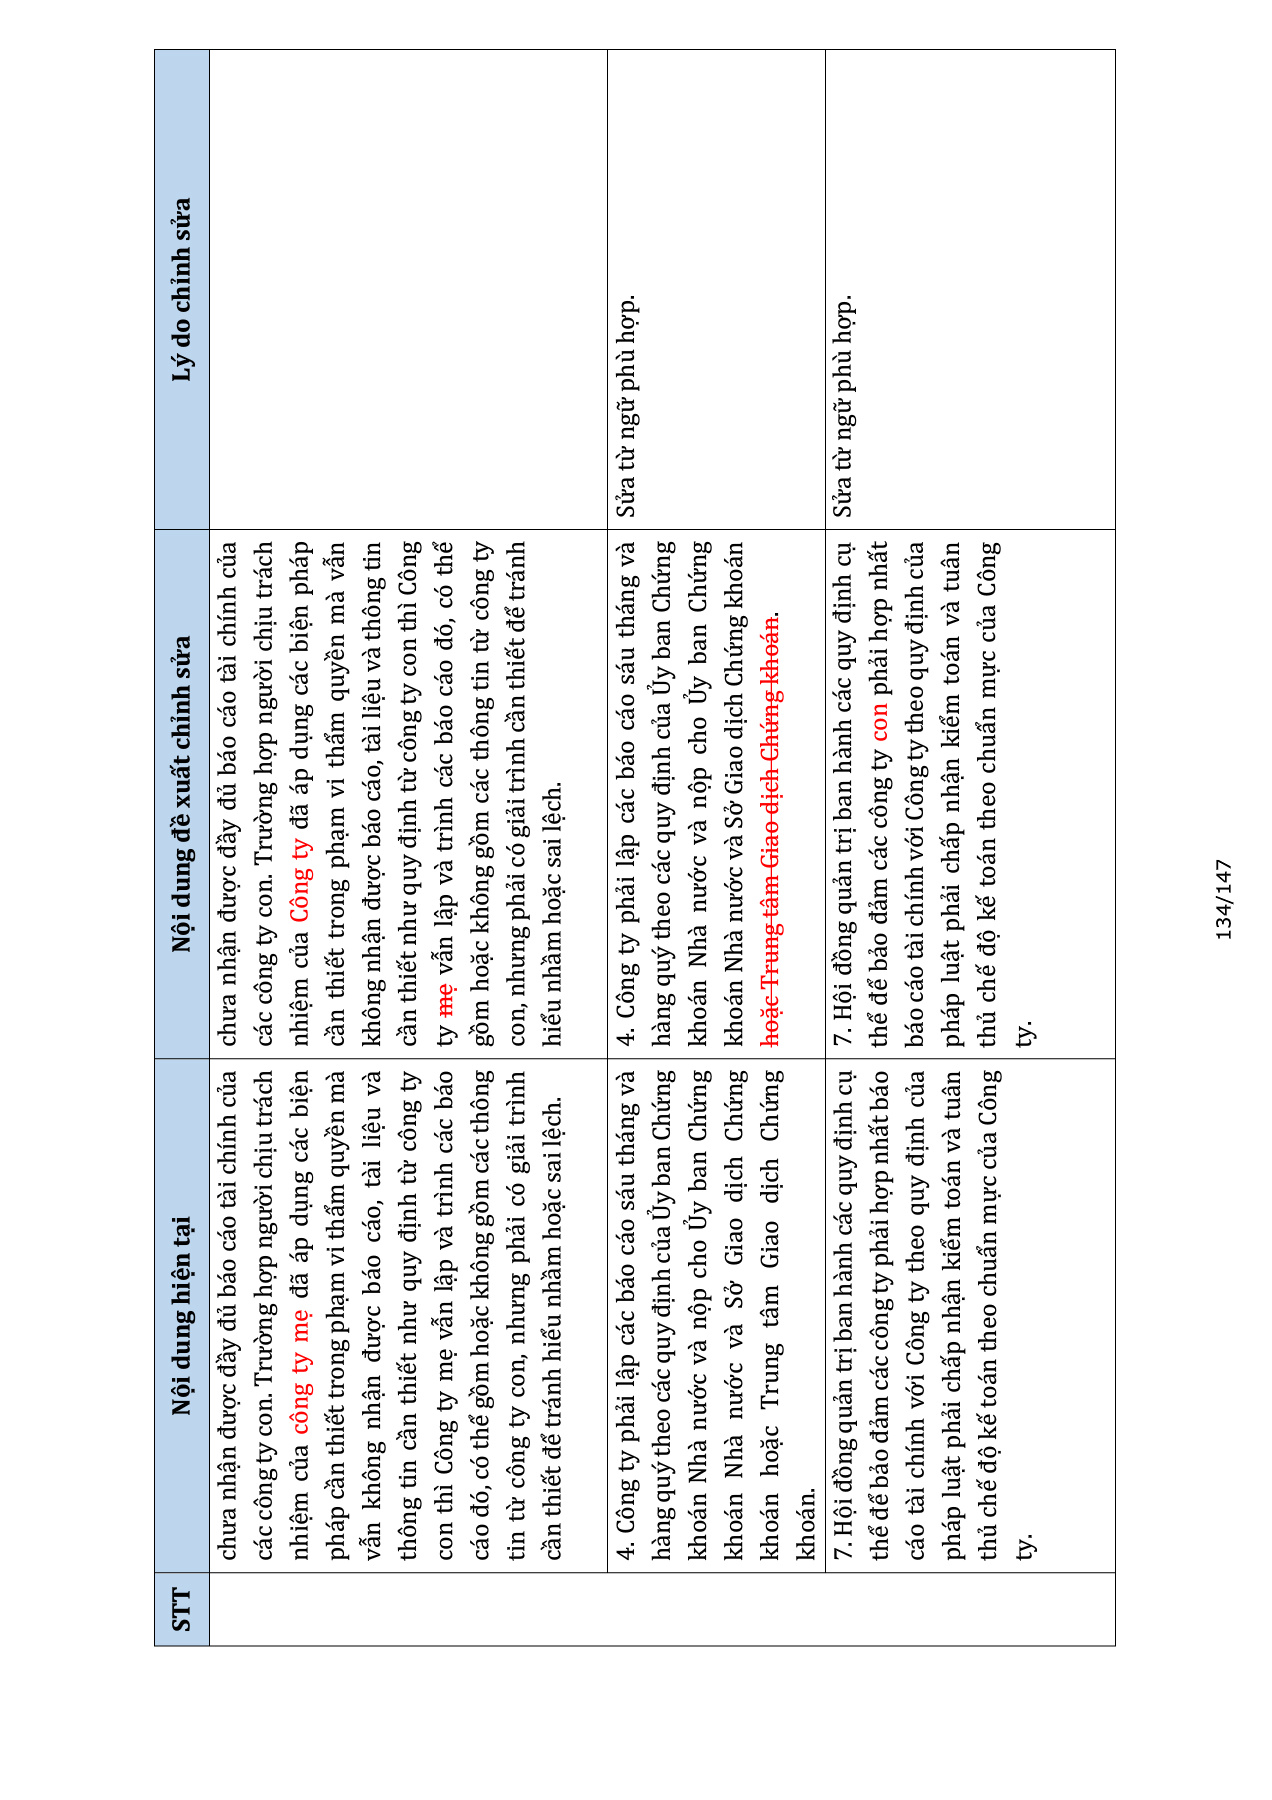 STT
Nội dung hiện tại
Nội dung đề xuất chỉnh sửa
Lý do chỉnh sửa
chưa nhận được đầy đủ báo cáo tài chính của
các công ty con. Trường hợp người chịu trách
nhiệm của công ty mẹ đã áp dụng các biện
pháp cần thiết trong phạm vi thẩm quyền mà
vẫn không nhận được báo cáo, tài liệu và
thông tin cần thiết như quy định từ công ty
con thì Công ty mẹ vẫn lập và trình các báo
cáo đó, có thể gồm hoặc không gồm các thông
tin từ công ty con, nhưng phải có giải trình
cần thiết để tránh hiểu nhầm hoặc sai lệch.
chưa nhận được đầy đủ báo cáo tài chính của
các công ty con. Trường hợp người chịu trách
nhiệm của Công ty đã áp dụng các biện pháp
cần thiết trong phạm vi thẩm quyền mà vẫn
không nhận được báo cáo, tài liệu và thông tin
cần thiết như quy định từ công ty con thì Công
ty mẹ vẫn lập và trình các báo cáo đó, có thể
gồm hoặc không gồm các thông tin từ công ty
con, nhưng phải có giải trình cần thiết để tránh
hiểu nhầm hoặc sai lệch.
4. Công ty phải lập các báo cáo sáu tháng và
hàng quý theo các quy định của Ủy ban Chứng
khoán Nhà nước và nộp cho Ủy ban Chứng
khoán Nhà nước và Sở Giao dịch Chứng
khoán hoặc Trung tâm Giao dịch Chứng
khoán.
4. Công ty phải lập các báo cáo sáu tháng và
hàng quý theo các quy định của Ủy ban Chứng
khoán Nhà nước và nộp cho Ủy ban Chứng
khoán Nhà nước và Sở Giao dịch Chứng khoán
hoặc Trung tâm Giao dịch Chứng khoán.
Sửa từ ngữ phù hợp.
7. Hội đồng quản trị ban hành các quy định cụ
thể để bảo đảm các công ty phải hợp nhất báo
cáo tài chính với Công ty theo quy định của
pháp luật phải chấp nhận kiểm toán và tuân
thủ chế độ kế toán theo chuẩn mực của Công
ty.
7. Hội đồng quản trị ban hành các quy định cụ
thể để bảo đảm các công ty con phải hợp nhất
báo cáo tài chính với Công ty theo quy định của
pháp luật phải chấp nhận kiểm toán và tuân
thủ chế độ kế toán theo chuẩn mực của Công
ty.
Sửa từ ngữ phù hợp.
134/147